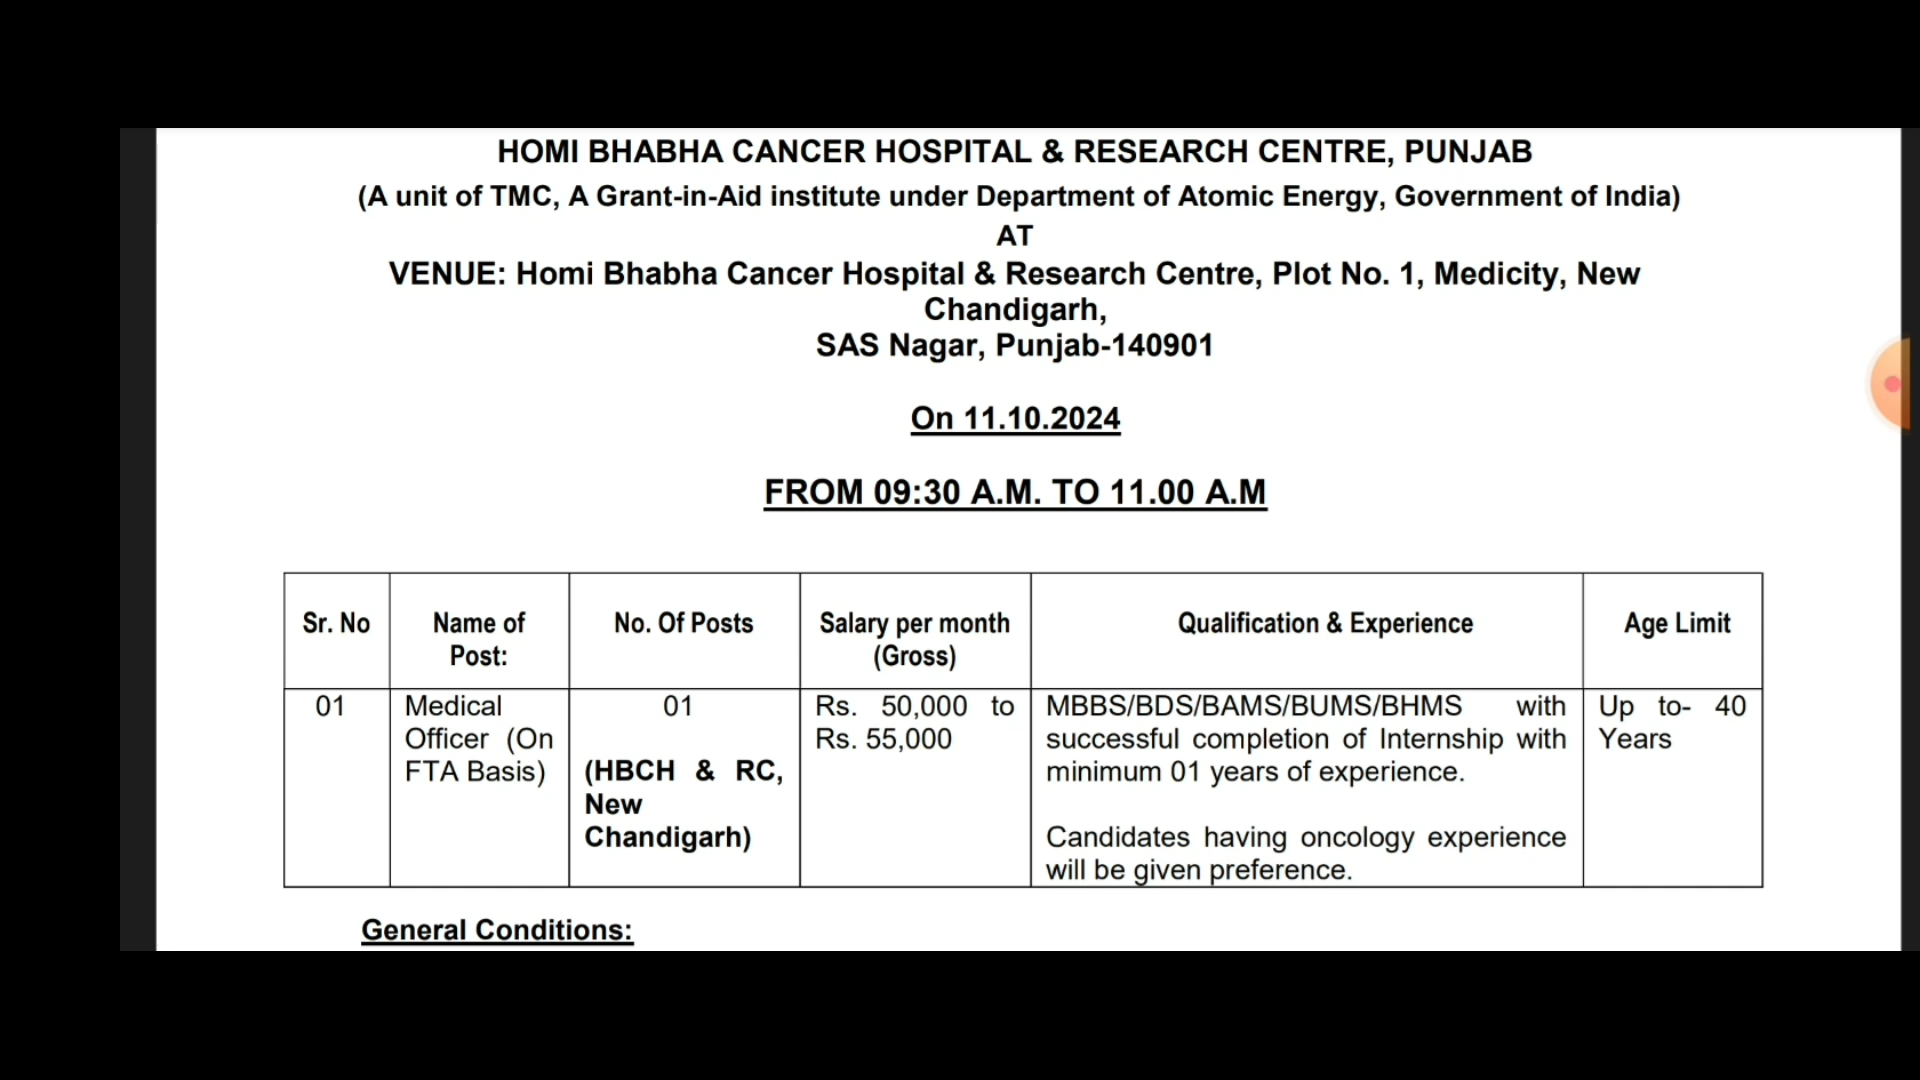 HOMI BHABHA CANCER HOSPITAL & RESEARCH CENTRE, PUNJAB
(A unit of TMC, A Grant-in-Aid institute under Department of Atomic Energy, Government of India)
AT
VENUE: Homi Bhabha Cancer Hospital & Research Centre, Plot No. 1, Medicity, New
Chandigarh,
SAS Nagar, Punjab-140901
On 11.10.2024
FROM 09:30 A.M. TO 11.00 A.M
Sr. No
Name of
Post:
No. Of Posts
Salary per month
(Gross)
Qualification & Experience
Age Limit
01
Medical
Officer (On
FTA Basis)
01
(HBCH & RC,
New
Chandigarh)
Rs. 50,000 to
Rs. 55,000
MBBS/BDS/BAMS/BUMS/BHMS with
successful completion of Internship with
minimum 01 years of experience.
Candidates having oncology experience
will be given preference.
Up to- 40
Years
General Conditions: